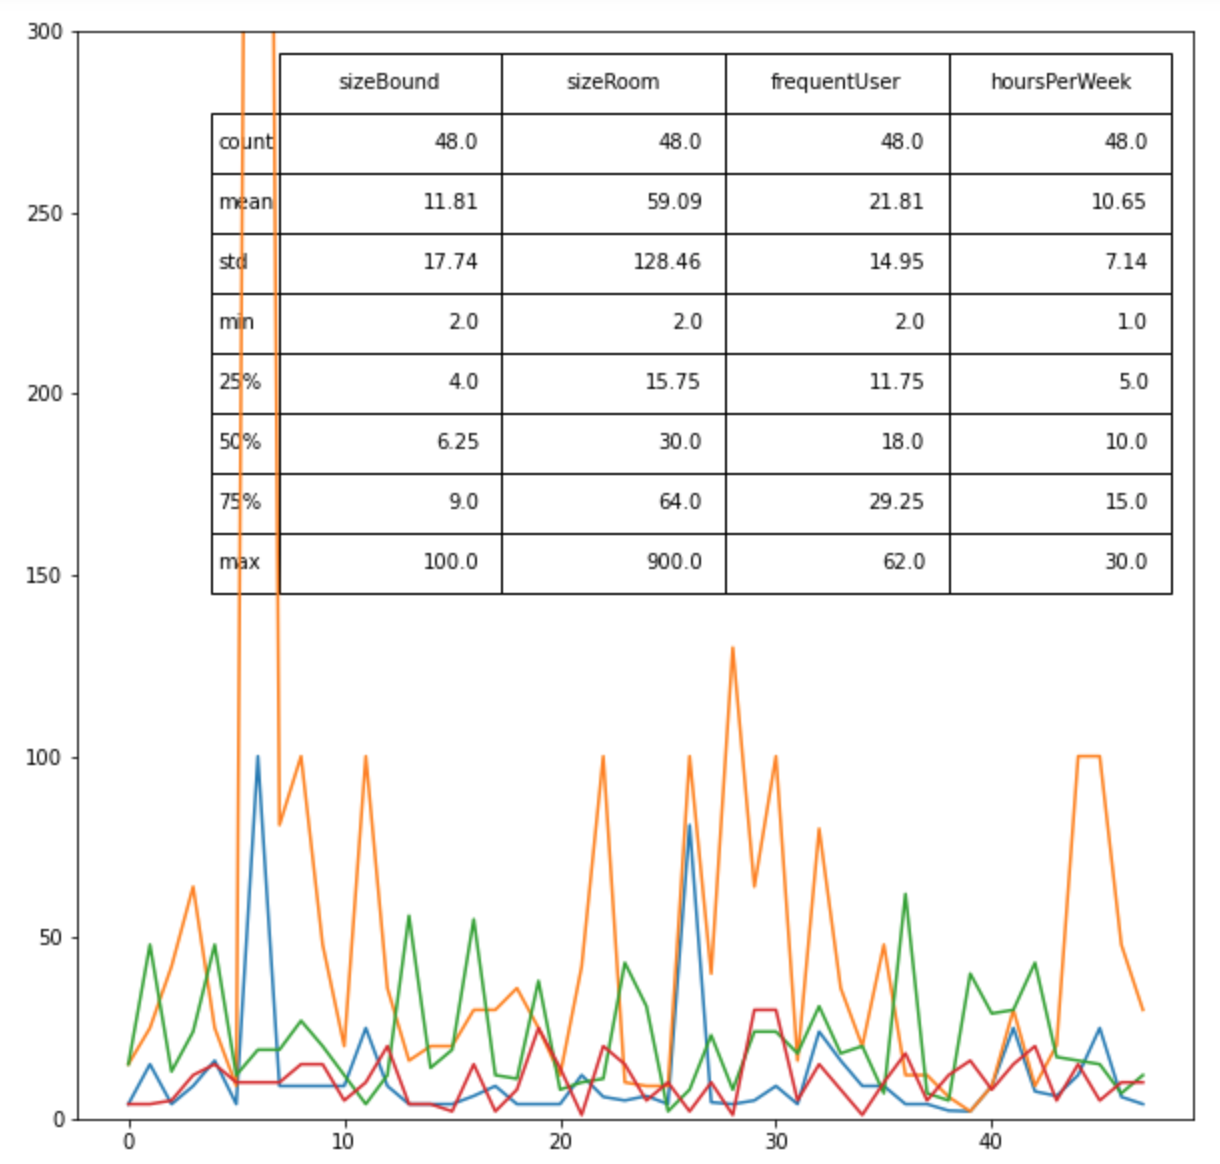 300
sizeBound sizeRoom frequentUser hoursPerWeek
count 48.0 48.0 48.0 48.0
250
mean 11.81 59.09 21.81 10.65
std 17.74 128.46 14.95 7.14
min 2.0 2.0 2.0 1.0
200
25% 4.0 15.75 11.75 5.0
50% 6.25 30.0 18.0 10.0
75% 9.0 64.0 29.25 15.0
150
max 100.0 900.0 62.0 30.0
100
50
0
0 10 20 30 40